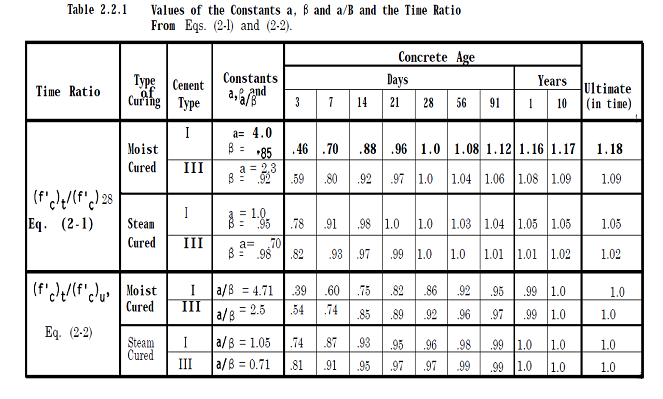 Table 2.2.1 Values of the Constants a, β and a/B and the Time Ratio
From Eqs. (2-1) and (2-2).
Time Ratio Type of Curing Cement Type Constants a, β and a/β Concrete Age Ultimate (in time)
Days Years
3 7 14 21 28 56 91 1 10
(f'c)t/(f'c)28 Eq. (2-1)
Moist Cured I a= 4.0 β = .85 .46 .70 .88 .96 1.0 1.08 1.12 1.16 1.17 1.18
III a = 2.3 β = .92 .59 .80 .92 .97 1.0 1.04 1.06 1.08 1.09 1.09
Steam Cured I a = 1.0 β = .95 .78 .91 .98 1.0 1.0 1.03 1.04 1.05 1.05 1.05
III a= .70 β = .98 .82 .93 .97 .99 1.0 1.0 1.01 1.01 1.02 1.02
(f'c)t/(f'c)u, Eq. (2-2)
Moist Cured I a/β = 4.71 .39 .60 .75 .82 .86 .92 .95 .99 1.0 1.0
III a/β = 2.5 .54 .74 .85 .89 .92 .96 .97 .99 1.0 1.0
Steam Cured I a/β = 1.05 .74 .87 .93 .95 .96 .98 .99 1.0 1.0 1.0
III a/β = 0.71 .81 .91 .95 .97 .97 .99 .99 1.0 1.0 1.0